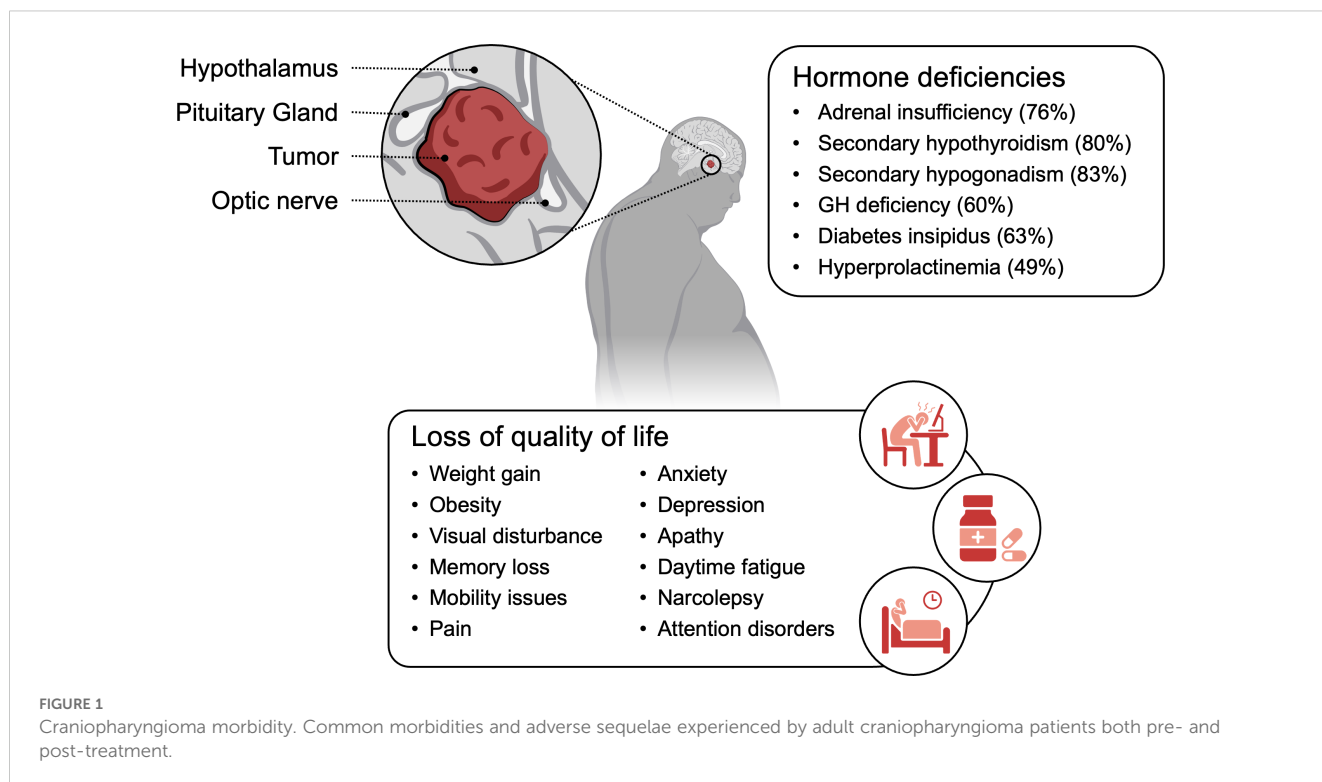 Hypothalamus
Pituitary Gland
Tumor
Optic nerve
Hormone deficiencies
• Adrenal insufficiency (76%)
• Secondary hypothyroidism (80%)
• Secondary hypogonadism (83%)
• GH deficiency (60%)
• Diabetes insipidus (63%)
• Hyperprolactinemia (49%)
Loss of quality of life
• Weight gain
• Obesity
• Visual disturbance
• Memory loss
• Mobility issues
• Pain
• Anxiety
• Depression
• Apathy
• Daytime fatigue
• Narcolepsy
• Attention disorders
FIGURE 1
Craniopharyngioma morbidity. Common morbidities and adverse sequelae experienced by adult craniopharyngioma patients both pre- and
post-treatment.